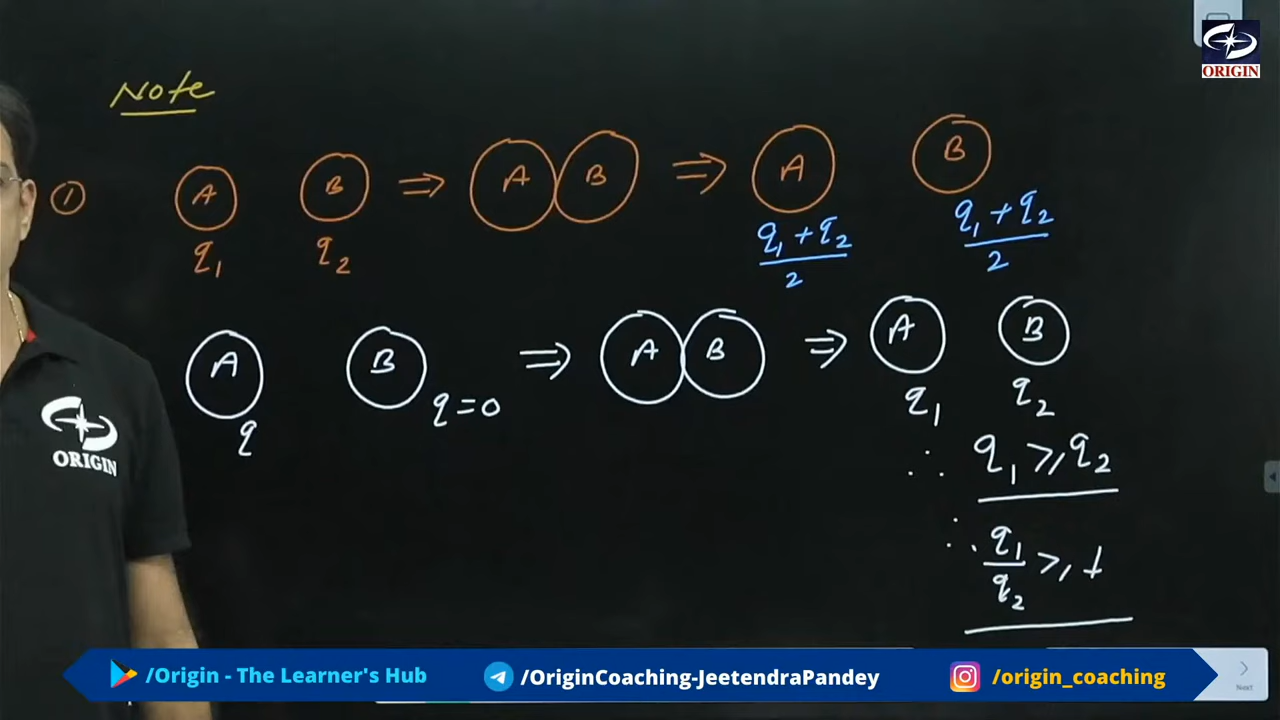 ORIGIN
Note
① A B ⇒ A B ⇒ A B
q₁ q₂ (q₁ + q₂)/2 (q₁ + q₂)/2
A B ⇒ A B ⇒ A B
q q=0 q₁ q₂
∴ q₁ ≥ q₂
∴ q₁/q₂ ≥ 1
ORIGIN
/Origin - The Learner's Hub
/OriginCoaching-JeetendraPandey
/origin_coaching
Next